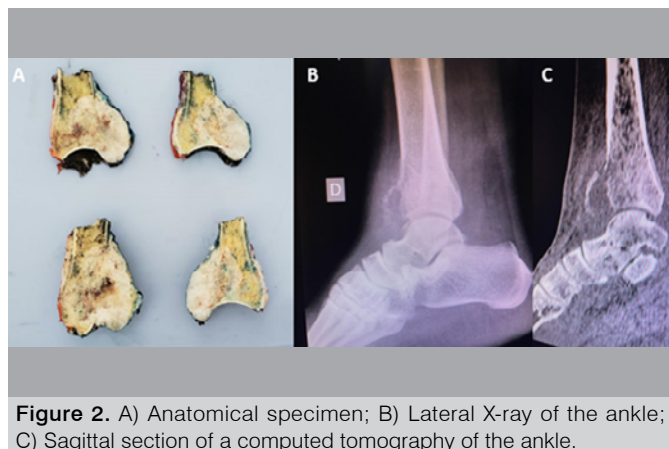 A
B
C
D
Figure 2. A) Anatomical specimen; B) Lateral X-ray of the ankle;
C) Sagittal section of a computed tomography of the ankle.